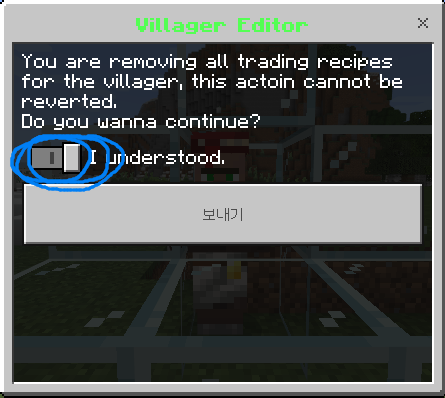 Villager Editor
You are removing all trading recipes
for the villager, this actoin cannot be
reverted.
Do you wanna continue?
I understood.
보내기